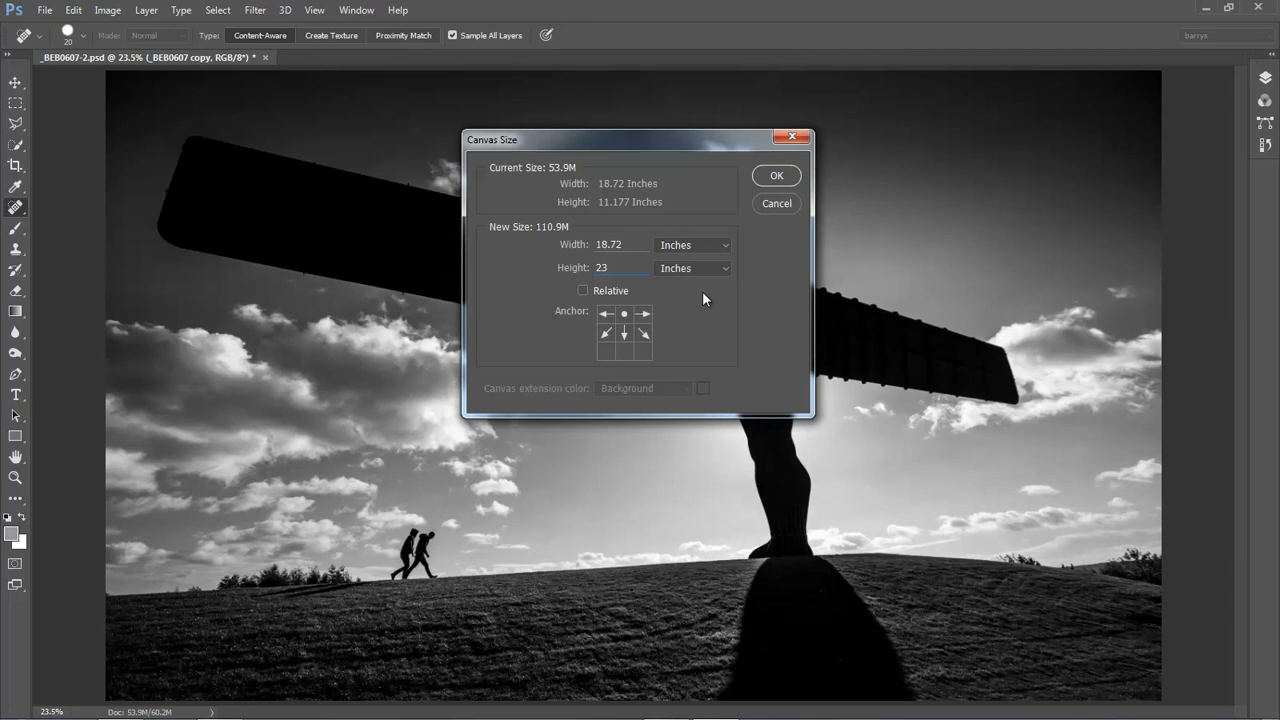 Ps File Edit Image Layer Type Select Filter 3D View Window Help
20 Mode: Normal Type: Content-Aware Create Texture Proximity Match Sample All Layers barrys
_BEB0607-2.psd @ 23.5% (_BEB0607 copy, RGB/8*) * ×
Canvas Size
Current Size: 53.9M
Width: 18.72 Inches
Height: 11.177 Inches
OK
Cancel
New Size: 110.9M
Width: 18.72 Inches
Height: 23 Inches
Relative
Anchor:
Canvas extension color: Background
T
23.5% Doc: 53.9M/60.2M